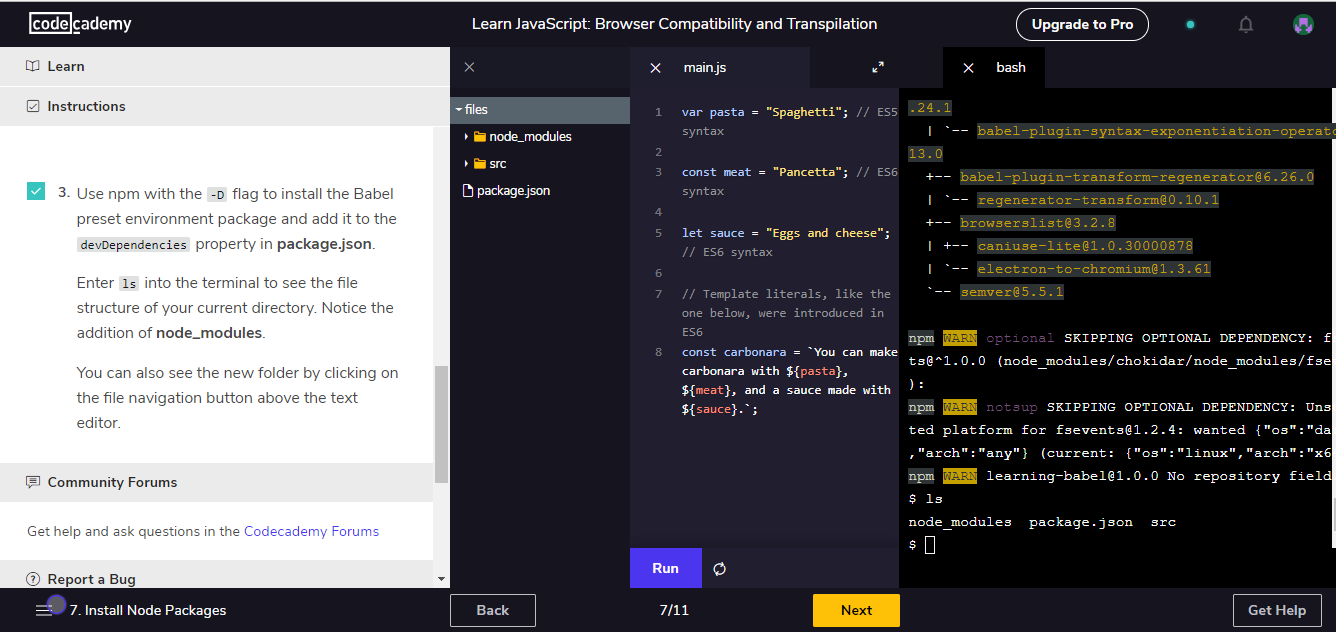 codecademy
Learn JavaScript: Browser Compatibility and Transpilation
Upgrade to Pro
Learn
Instructions
3. Use npm with the -D flag to install the Babel
preset environment package and add it to the
devDependencies property in package.json.
Enter ls into the terminal to see the file
structure of your current directory. Notice the
addition of node_modules.
You can also see the new folder by clicking on
the file navigation button above the text
editor.
Community Forums
Get help and ask questions in the Codecademy Forums
Report a Bug
files
node_modules
src
package.json
main.js
1 var pasta = "Spaghetti"; // ES5
syntax
2
3 const meat = "Pancetta"; // ES6
syntax
4
5 let sauce = "Eggs and cheese";
// ES6 syntax
6
7 // Template literals, like the
one below, were introduced in
ES6
8 const carbonara = `You can make
carbonara with ${pasta},
${meat}, and a sauce made with
${sauce}.`;
Run
bash
.24.1
| `-- babel-plugin-syntax-exponentiation-operato
13.0
+-- babel-plugin-transform-regenerator@6.26.0
| `-- regenerator-transform@0.10.1
+-- browserslist@3.2.8
| +-- caniuse-lite@1.0.30000878
| `-- electron-to-chromium@1.3.61
`-- semver@5.5.1
npm WARN optional SKIPPING OPTIONAL DEPENDENCY: f
ts@^1.0.0 (node_modules/chokidar/node_modules/fse
):
npm WARN notsup SKIPPING OPTIONAL DEPENDENCY: Uns
ted platform for fsevents@1.2.4: wanted {"os":"da
,"arch":"any"} (current: {"os":"linux","arch":"x6
npm WARN learning-babel@1.0.0 No repository field
$ ls
node_modules package.json src
$
7. Install Node Packages
Back
7/11
Next
Get Help